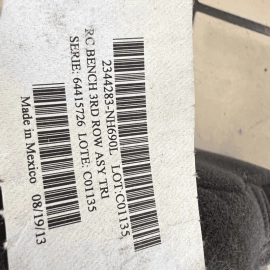 2344283-NH690L LOT:C01135
RC BENCH 3RD ROW ASY TRI
SERIE: 64415726 LOTE: C01135
Made in Mexico 08/19/13